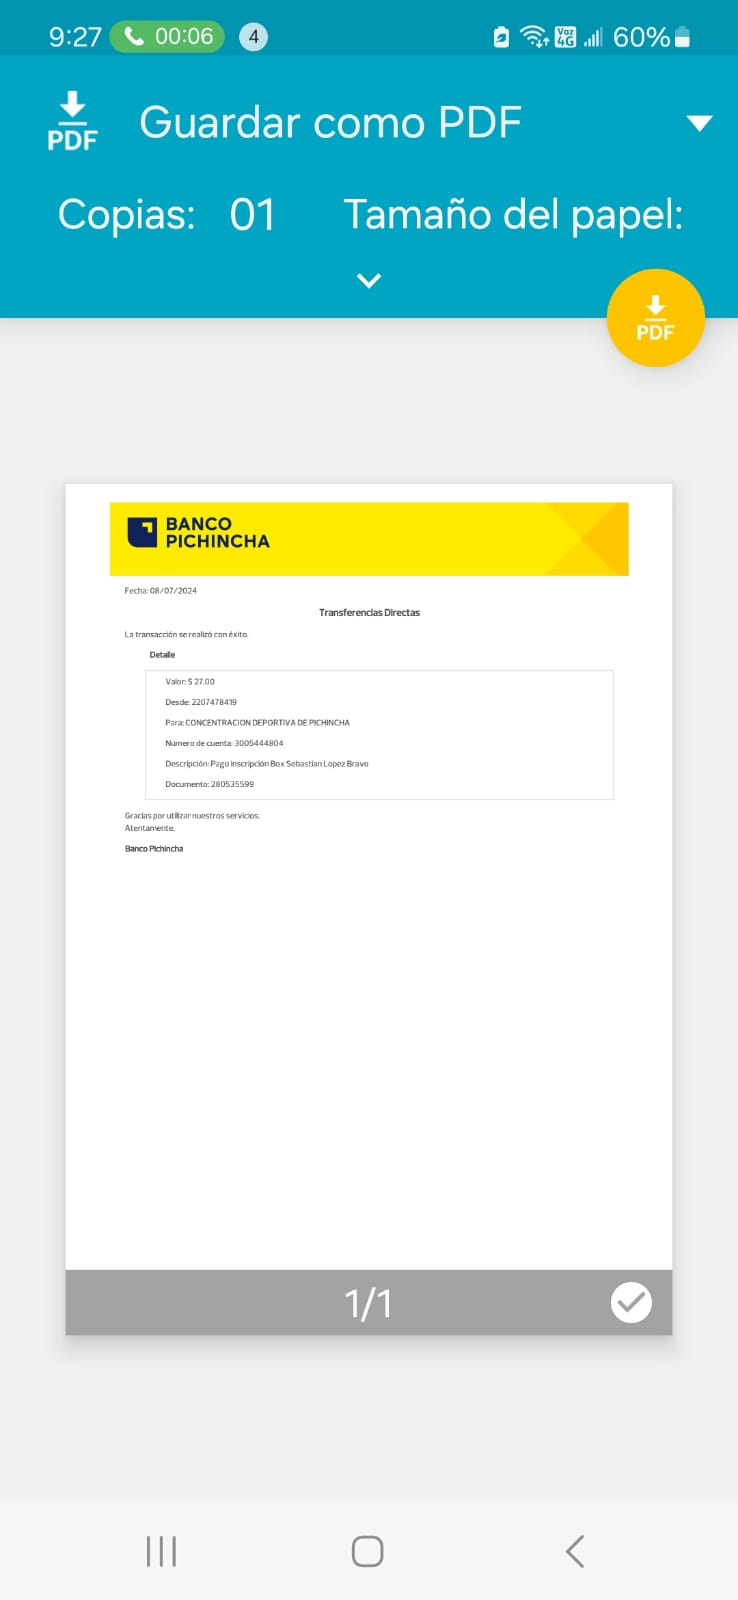 9:27 00:06 4 Voz 4G 60%
PDF Guardar como PDF
Copias: 01 Tamaño del papel:
PDF
BANCO
PICHINCHA
Fecha: 08/07/2024
Transferencias Directas
La transacción se realizó con éxito.
Detalle
Valor: $ 27.00
Desde: 2207478419
Para: CONCENTRACION DEPORTIVA DE PICHINCHA
Número de cuenta: 3005444804
Descripción: Pago inscripción Box Sebastian Lopez Bravo
Documento: 280535599
Gracias por utilizar nuestros servicios.
Atentamente,
Banco Pichincha
1/1